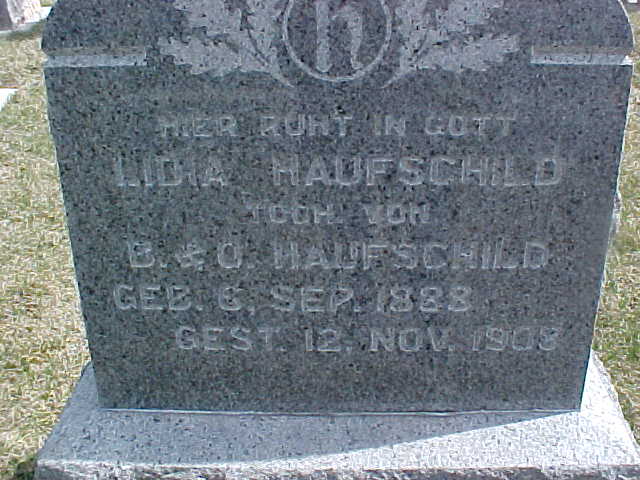 h
HIER RUHT IN GOTT
LIDIA HAUFSCHILD
TOCH. VON
B. & O. HAUFSCHILD
GEB. 6. SEP. 1888
GEST. 12. NOV. 1908